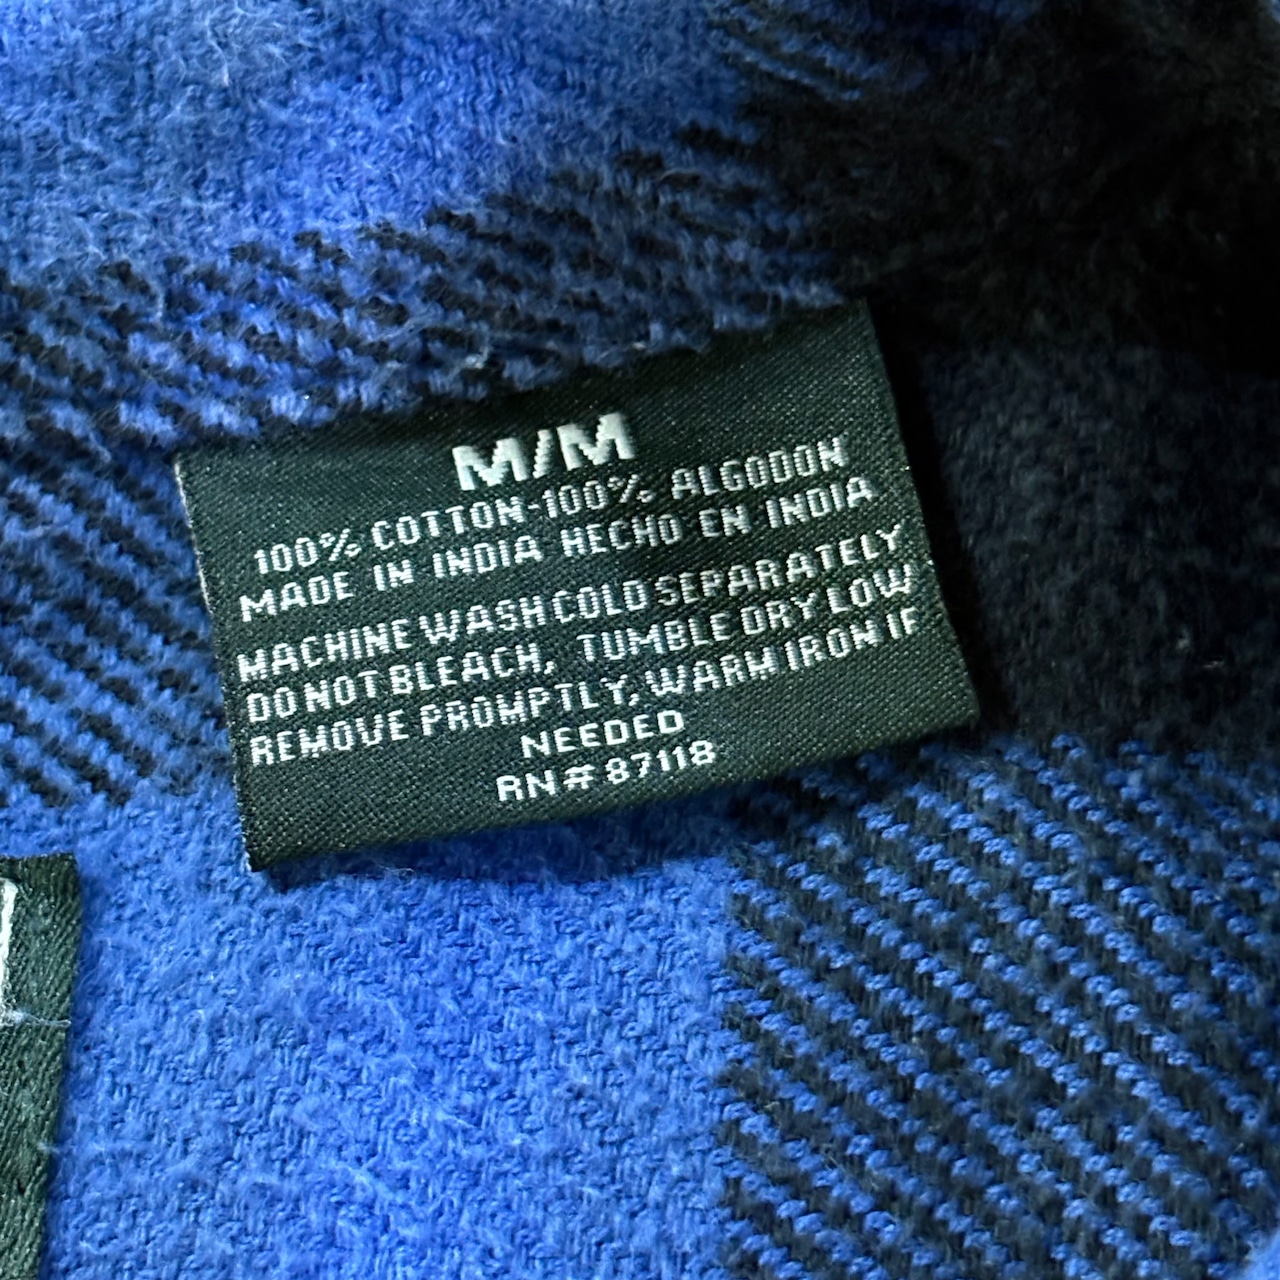 M/M
100% COTTON-100% ALGODON
MADE IN INDIA HECHO EN INDIA
MACHINE WASH COLD SEPARATELY
DO NOT BLEACH, TUMBLE DRY LOW
REMOVE PROMPTLY, WARM IRON IF
NEEDED
RN# 87118